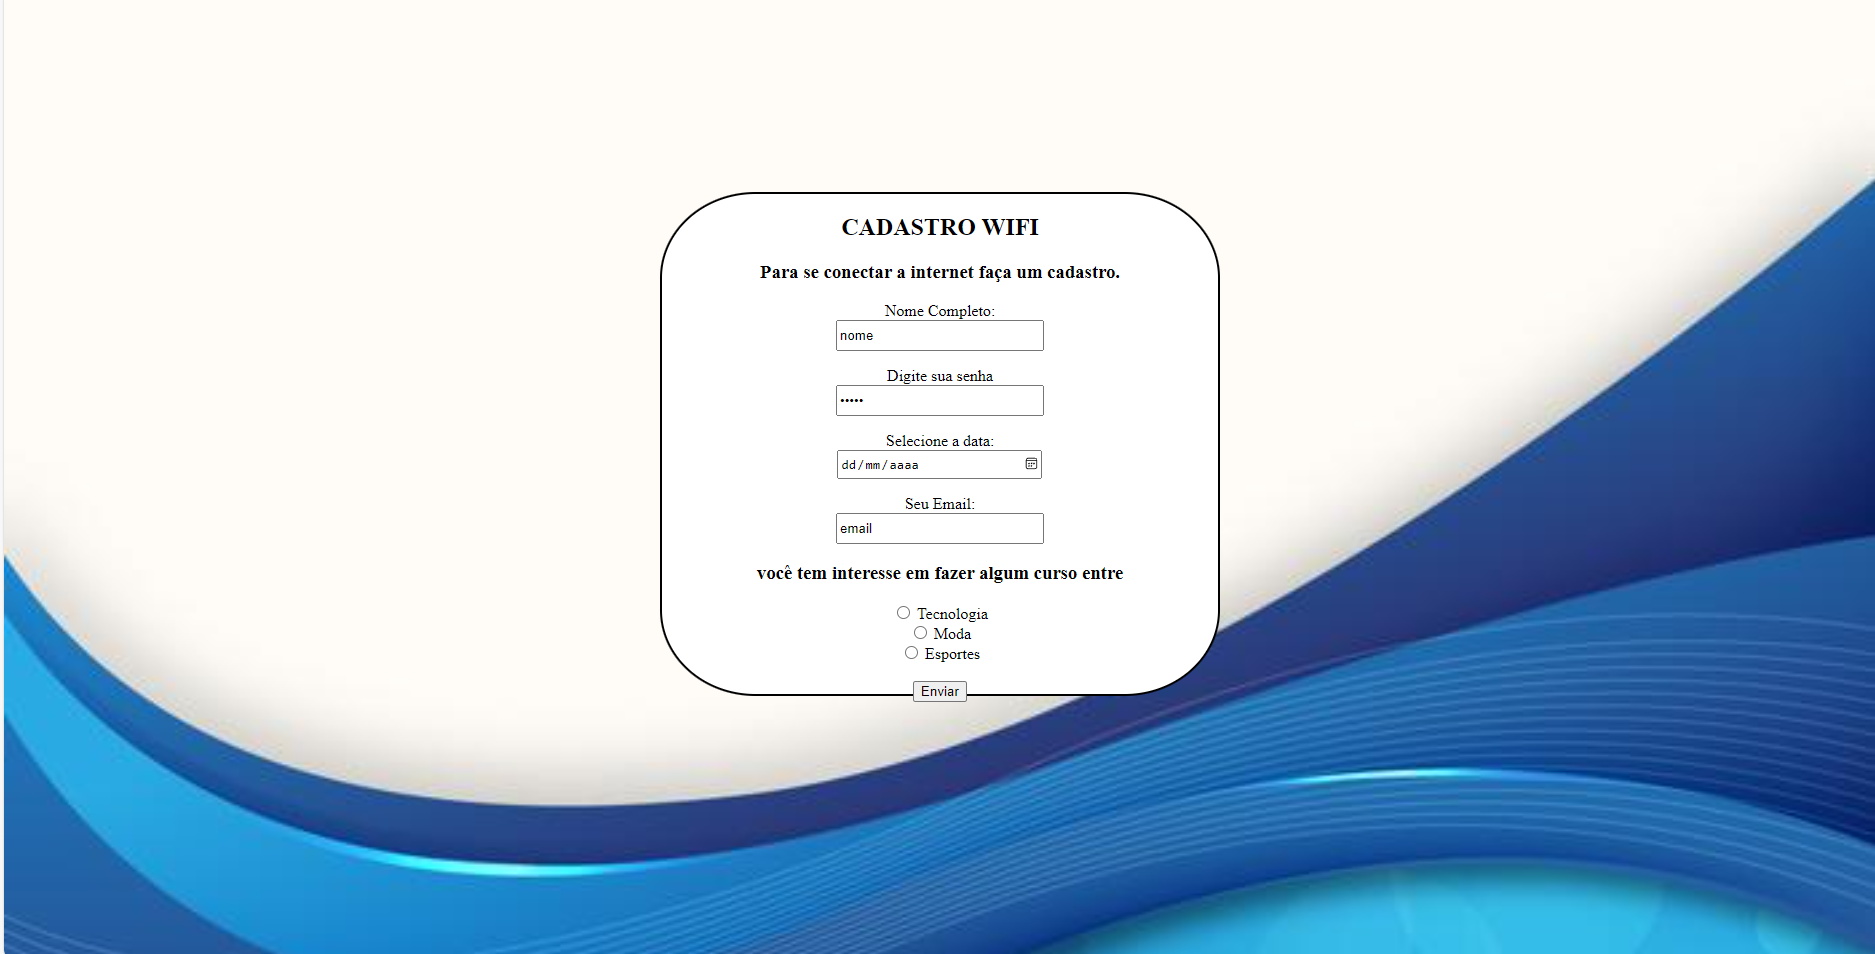 CADASTRO WIFI
Para se conectar a internet faça um cadastro.
Nome Completo:
nome
Digite sua senha
•••••
Selecione a data:
dd/mm/aaaa
Seu Email:
email
você tem interesse em fazer algum curso entre
Tecnologia
Moda
Esportes
Enviar